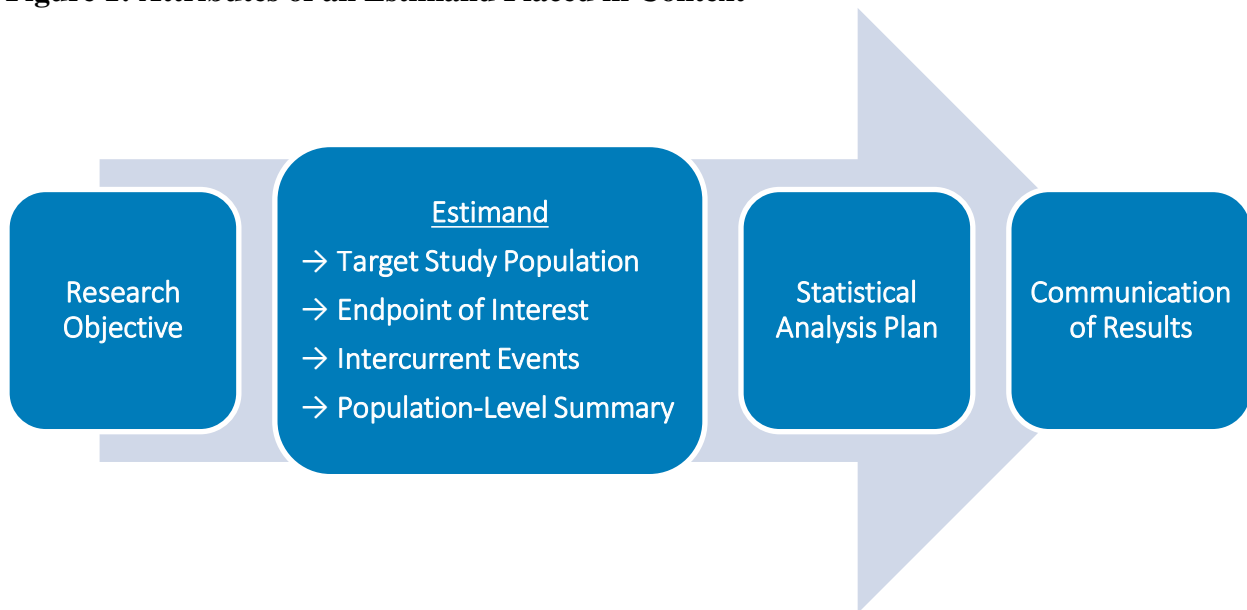 Research
Objective
Estimand
→ Target Study Population
→ Endpoint of Interest
→ Intercurrent Events
→ Population-Level Summary
Statistical
Analysis Plan
Communication
of Results